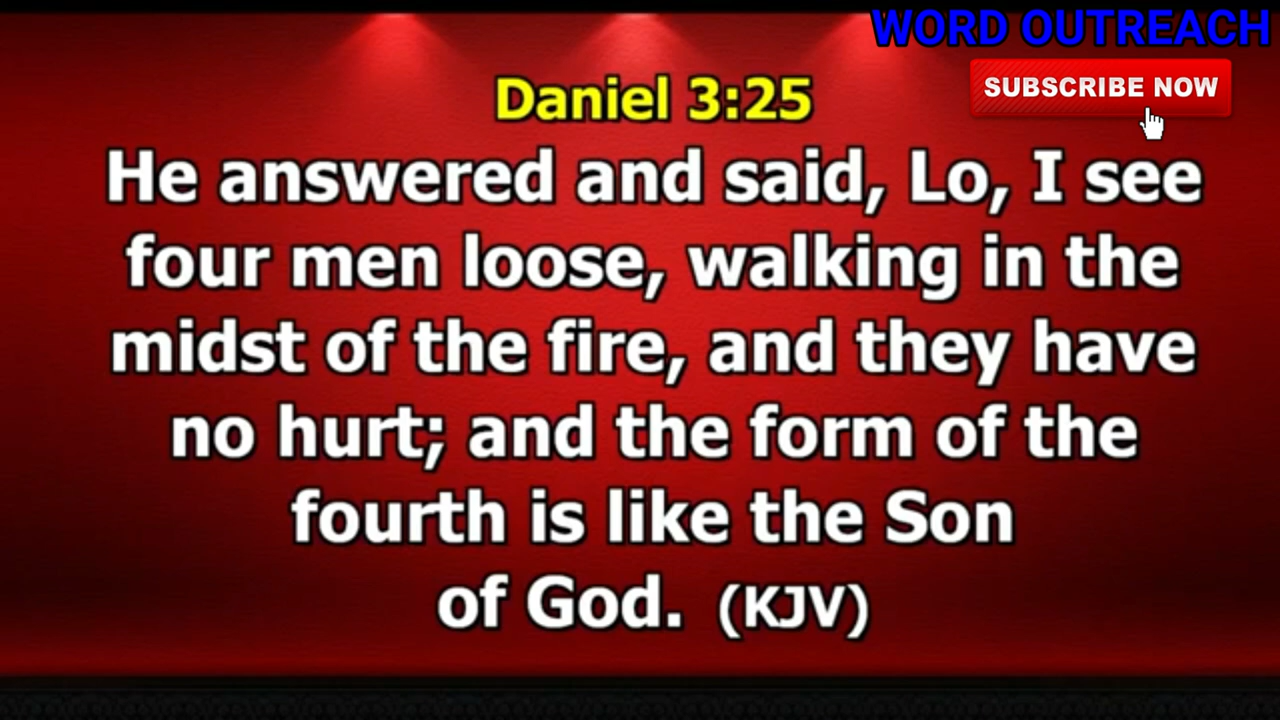 WORD OUTREACH
SUBSCRIBE NOW
Daniel 3:25
He answered and said, Lo, I see
four men loose, walking in the
midst of the fire, and they have
no hurt; and the form of the
fourth is like the Son
of God. (KJV)